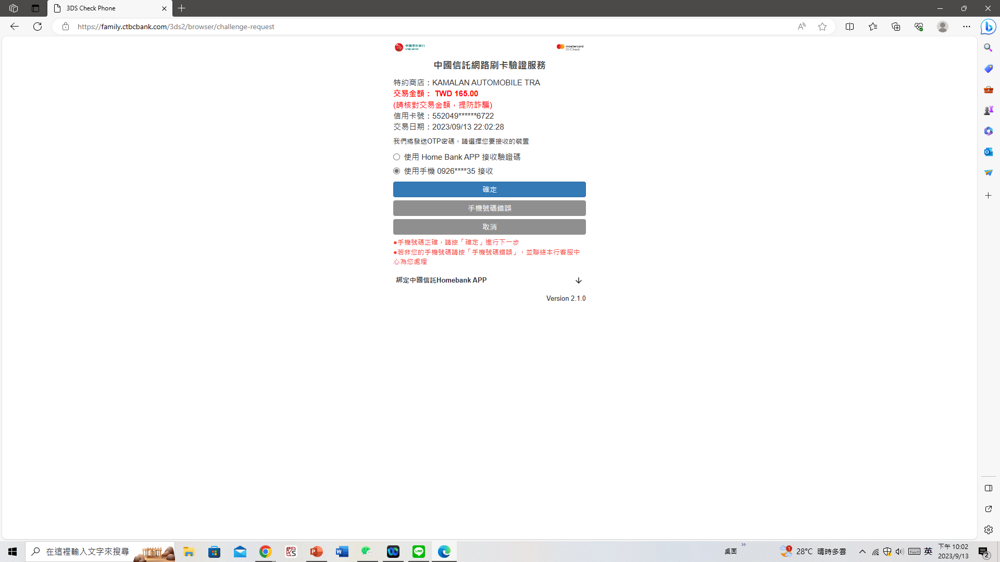 3DS Check Phone
https://family.ctbcbank.com/3ds2/browser/challenge-request
中國信託銀行
CTBC BANK
mastercard
ID Check
中國信託網路刷卡驗證服務
特約商店：KAMALAN AUTOMOBILE TRA
交易金額： TWD 165.00
(請核對交易金額，提防詐騙)
信用卡號：552049******6722
交易日期：2023/09/13 22:02:28
我們將發送OTP密碼，請選擇您要接收的裝置
使用 Home Bank APP 接收驗證碼
使用手機 0926****35 接收
確定
手機號碼錯誤
取消
●手機號碼正確，請按「確定」進行下一步
●若非您的手機號碼請按「手機號碼錯誤」，並聯絡本行客服中
心為您處理
綁定中國信託Homebank APP
Version 2.1.0
在這裡輸入文字來搜尋
桌面
1
28°C 晴時多雲
英
下午 10:02
2023/9/13
2